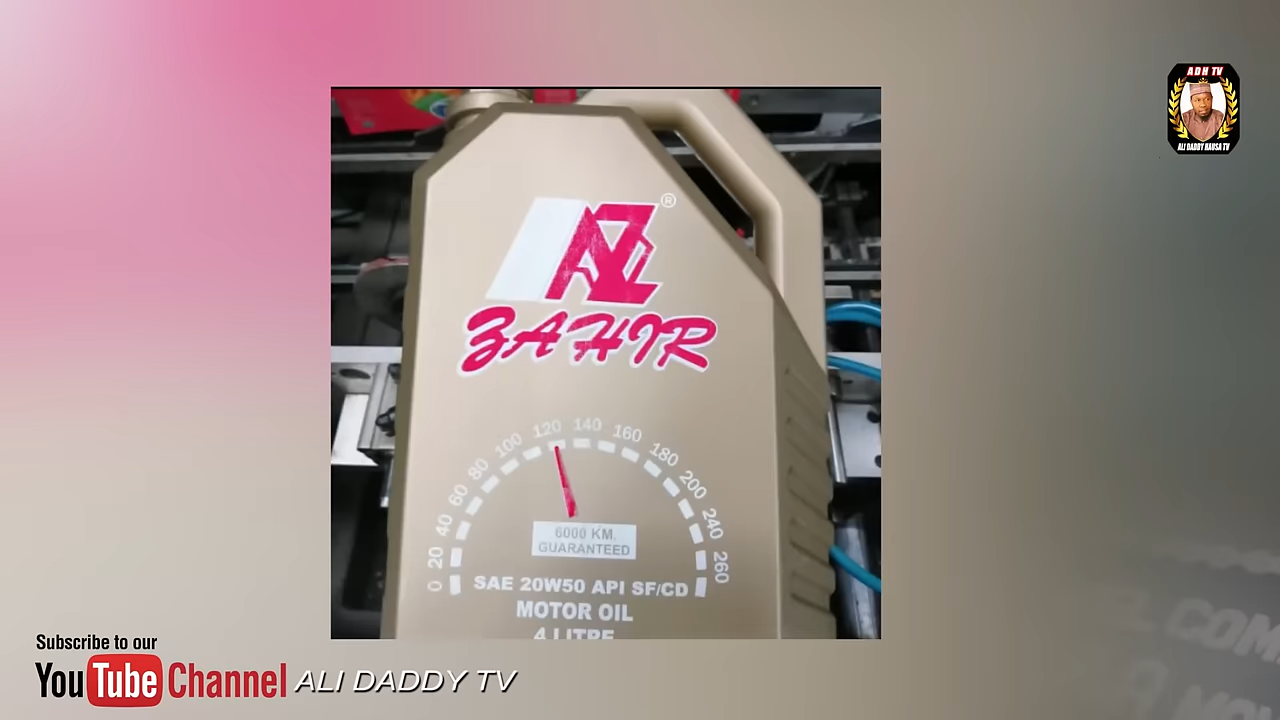 ADH TV
ALI DADDY HAUSA TV
AZ®
ZAHIR
0 20 40 60 80 100 120 140 160 180 200 240 260
6000 KM.
GUARANTEED
SAE 20W50 API SF/CD
MOTOR OIL
4 LITRE
Subscribe to our
YouTube Channel ALI DADDY TV